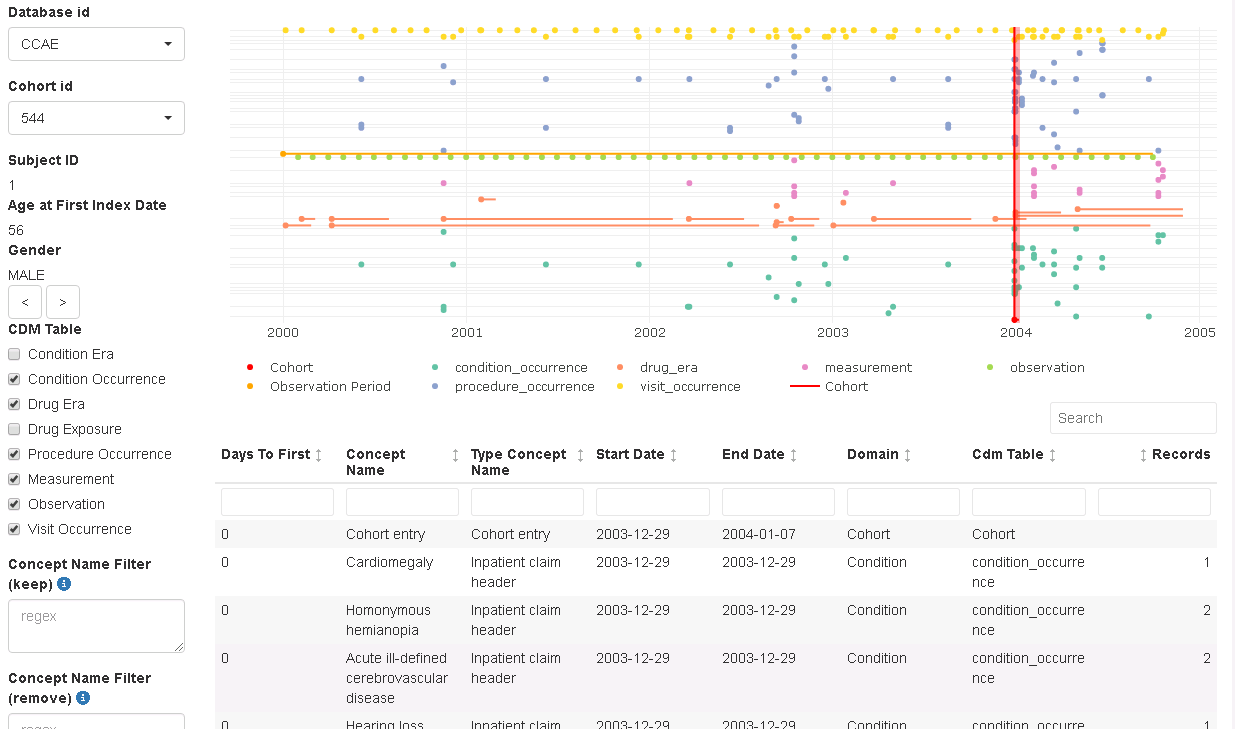 Database id
CCAE
Cohort id
544
Subject ID
1
Age at First Index Date
56
Gender
MALE
< >
CDM Table
Condition Era
Condition Occurrence
Drug Era
Drug Exposure
Procedure Occurrence
Measurement
Observation
Visit Occurrence
Concept Name Filter
(keep) i
regex
Concept Name Filter
(remove) i
regex
2000 2001 2002 2003 2004 2005
Cohort condition_occurrence drug_era measurement observation
Observation Period procedure_occurrence visit_occurrence Cohort
Search
Days To First Concept Type Concept Start Date End Date Domain Cdm Table Records
Name Name
0 Cohort entry Cohort entry 2003-12-29 2004-01-07 Cohort Cohort
0 Cardiomegaly Inpatient claim 2003-12-29 2003-12-29 Condition condition_occurre 1
header nce
0 Homonymous Inpatient claim 2003-12-29 2003-12-29 Condition condition_occurre 2
hemianopia header nce
0 Acute ill-defined Inpatient claim 2003-12-29 2003-12-29 Condition condition_occurre 2
cerebrovascular header nce
disease
0 Hearing loss Inpatient claim 2003-12-29 2003-12-29 Condition condition_occurre 1